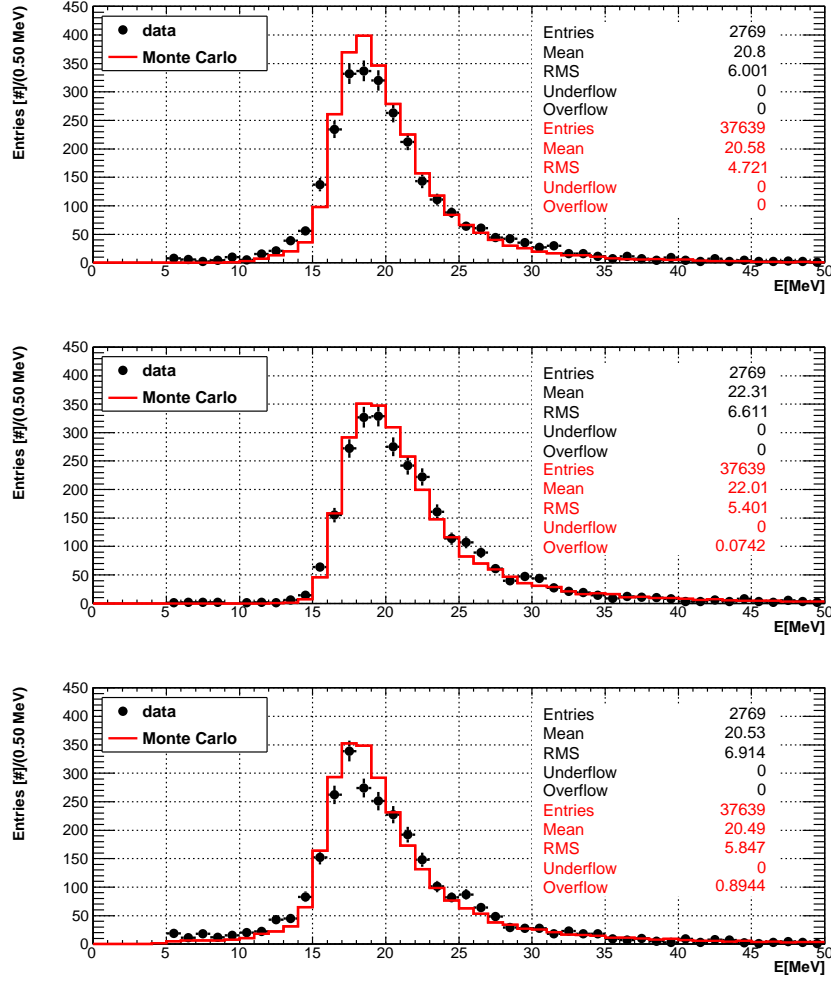 Entries [#]/(0.50 MeV)
450
400
350
300
250
200
150
100
50
0
data
Monte Carlo
Entries 2769
Mean 20.8
RMS 6.001
Underflow 0
Overflow 0
Entries 37639
Mean 20.58
RMS 4.721
Underflow 0
Overflow 0
0 5 10 15 20 25 30 35 40 45 50
E[MeV]
Entries [#]/(0.50 MeV)
450
400
350
300
250
200
150
100
50
0
data
Monte Carlo
Entries 2769
Mean 22.31
RMS 6.611
Underflow 0
Overflow 0
Entries 37639
Mean 22.01
RMS 5.401
Underflow 0
Overflow 0.0742
0 5 10 15 20 25 30 35 40 45 50
E[MeV]
Entries [#]/(0.50 MeV)
450
400
350
300
250
200
150
100
50
0
data
Monte Carlo
Entries 2769
Mean 20.53
RMS 6.914
Underflow 0
Overflow 0
Entries 37639
Mean 20.49
RMS 5.847
Underflow 0
Overflow 0.8944
0 5 10 15 20 25 30 35 40 45 50
E[MeV]